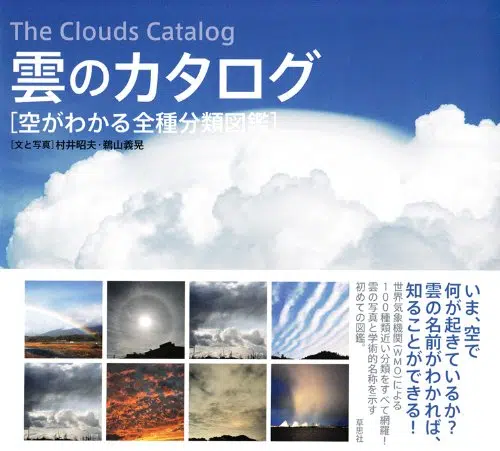 The Clouds Catalog
雲のカタログ
[空がわかる全種分類図鑑]
[文と写真]村井昭夫・鵜山義晃
いま、空で
何が起きているか?
雲の名前がわかれば、
知ることができる!
世界気象機関(WMO)による
100種類近い分類をすべて網羅!
雲の写真と学術的名称を示す
初めての図鑑。
草思社